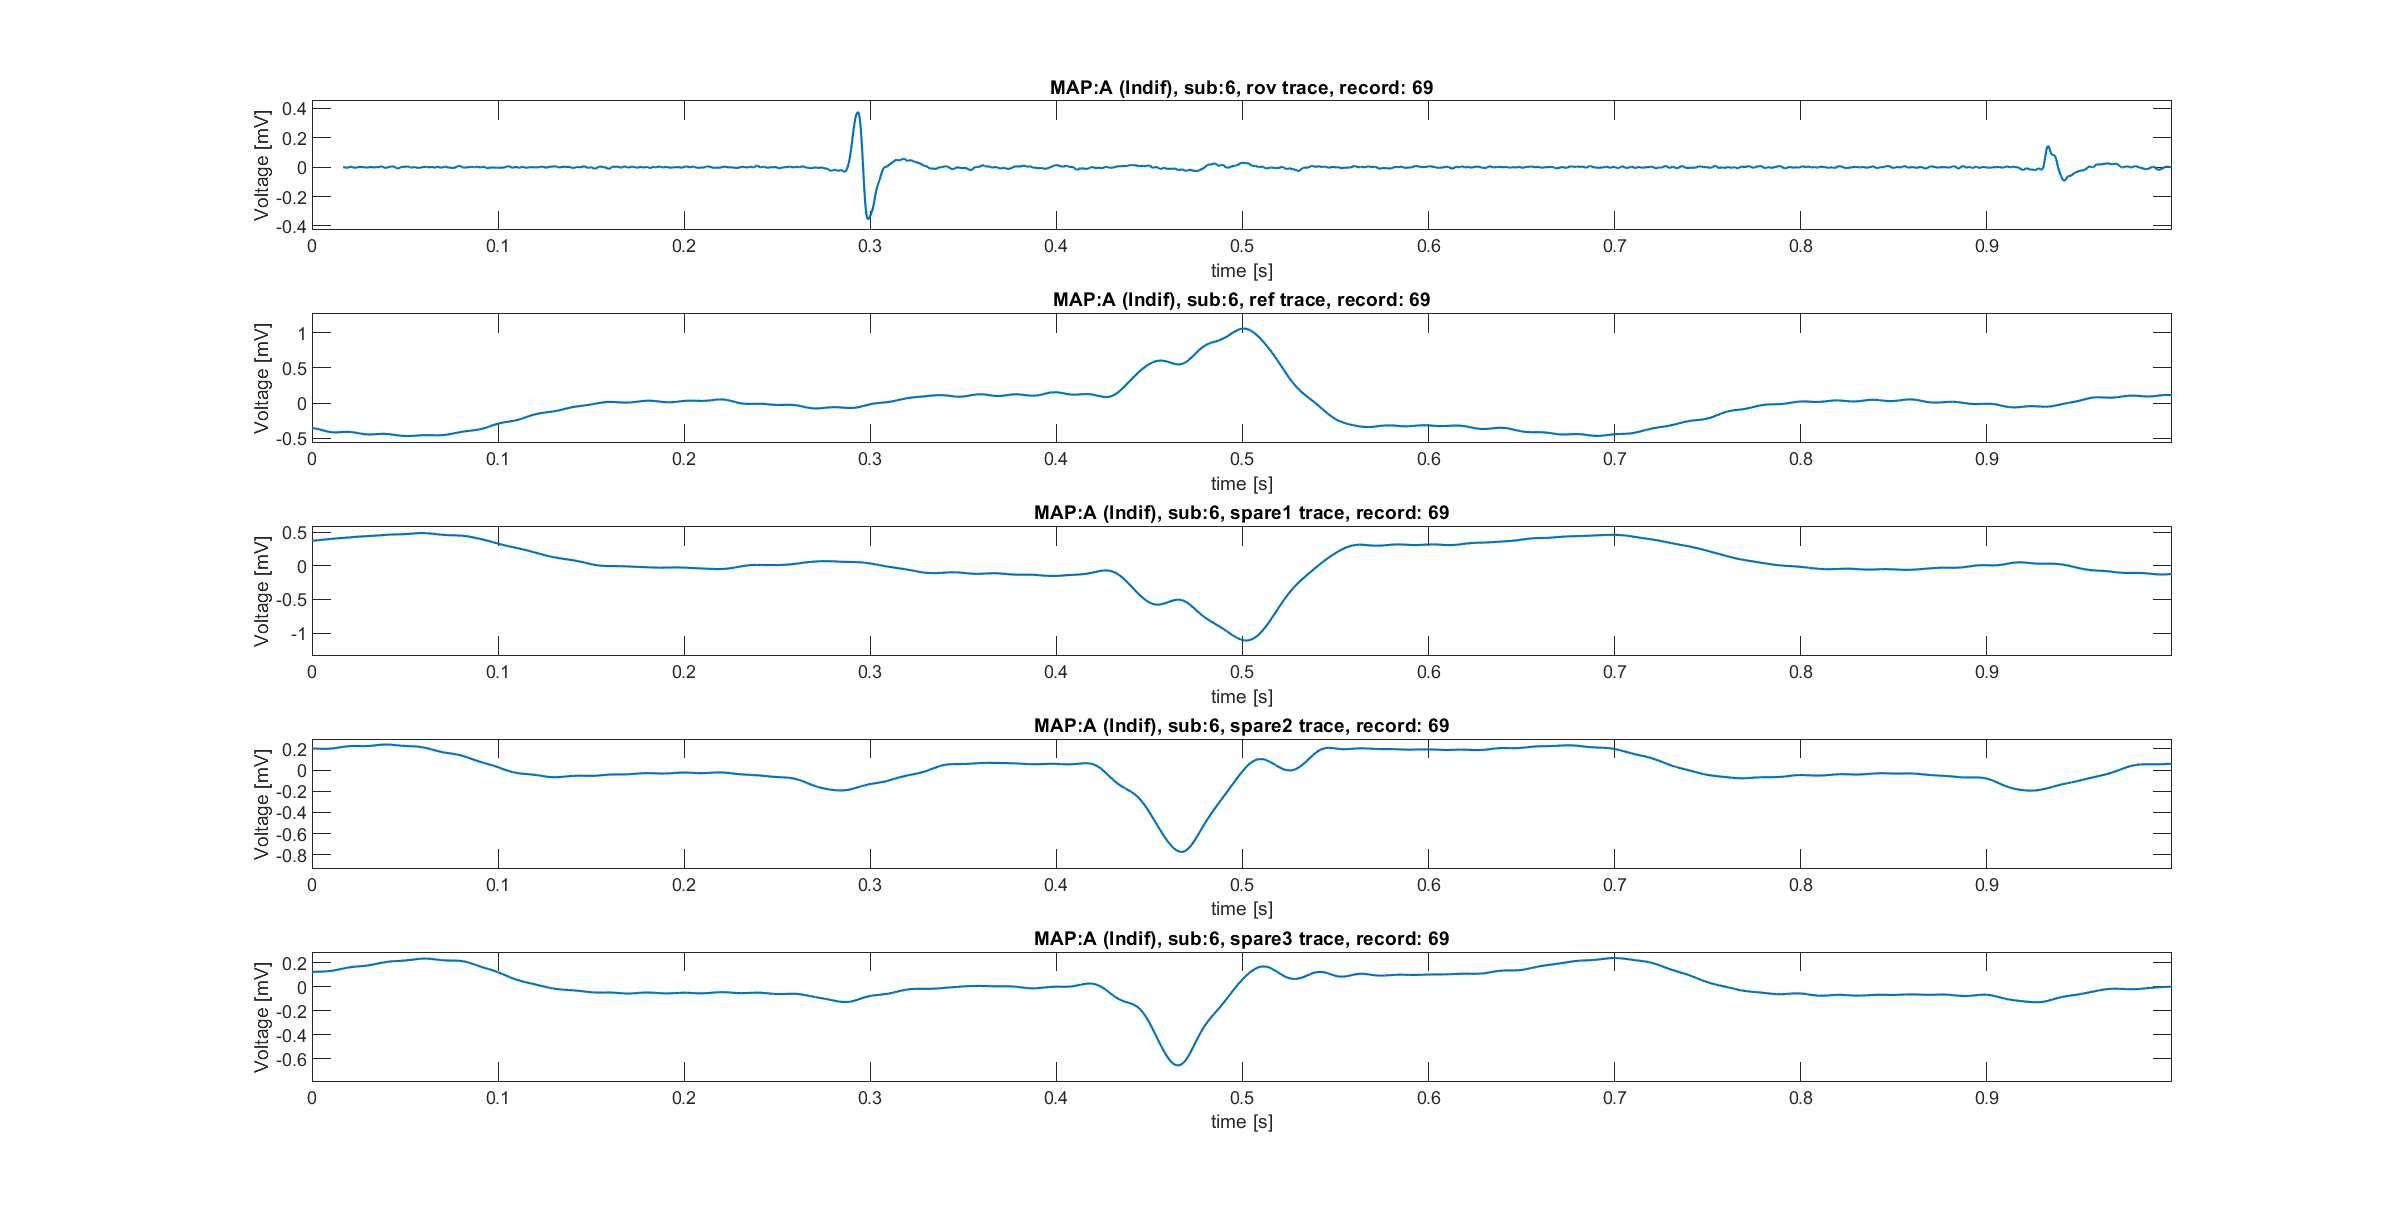 MAP:A (Indif), sub:6, rov trace, record: 69
Voltage [mV]
0.4
0.2
0
-0.2
-0.4
0 0.1 0.2 0.3 0.4 0.5 0.6 0.7 0.8 0.9
time [s]
MAP:A (Indif), sub:6, ref trace, record: 69
Voltage [mV]
1
0.5
0
-0.5
0 0.1 0.2 0.3 0.4 0.5 0.6 0.7 0.8 0.9
time [s]
MAP:A (Indif), sub:6, spare1 trace, record: 69
Voltage [mV]
0.5
0
-0.5
-1
0 0.1 0.2 0.3 0.4 0.5 0.6 0.7 0.8 0.9
time [s]
MAP:A (Indif), sub:6, spare2 trace, record: 69
Voltage [mV]
0.2
0
-0.2
-0.4
-0.6
-0.8
0 0.1 0.2 0.3 0.4 0.5 0.6 0.7 0.8 0.9
time [s]
MAP:A (Indif), sub:6, spare3 trace, record: 69
Voltage [mV]
0.2
0
-0.2
-0.4
-0.6
0 0.1 0.2 0.3 0.4 0.5 0.6 0.7 0.8 0.9
time [s]